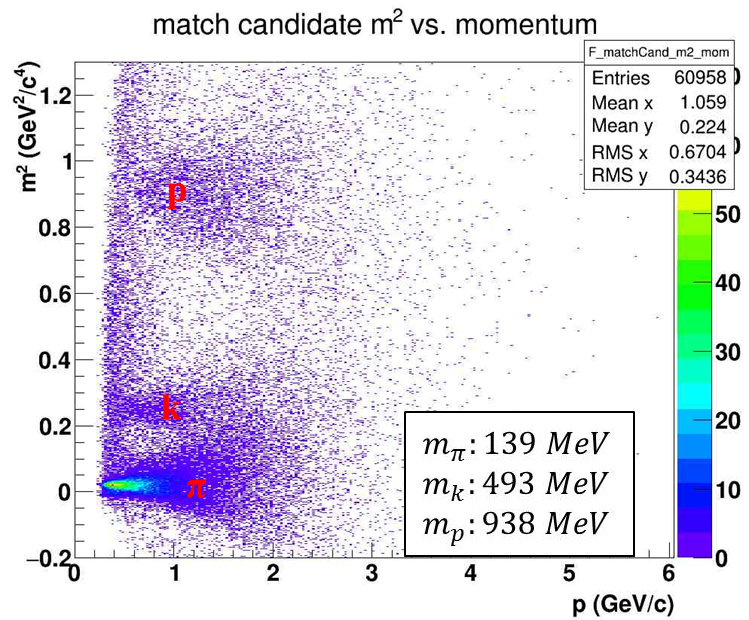 match candidate m² vs. momentum
F_matchCand_m2_mom
Entries 60958
Mean x 1.059
Mean y 0.224
RMS x 0.6704
RMS y 0.3436
m² (GeV²/c⁴)
1.2
1
0.8
0.6
0.4
0.2
0
−0.2
p
k
π
50
40
30
20
10
0
m_π: 139 MeV
m_k: 493 MeV
m_p: 938 MeV
0 1 2 3 4 5 6
p (GeV/c)